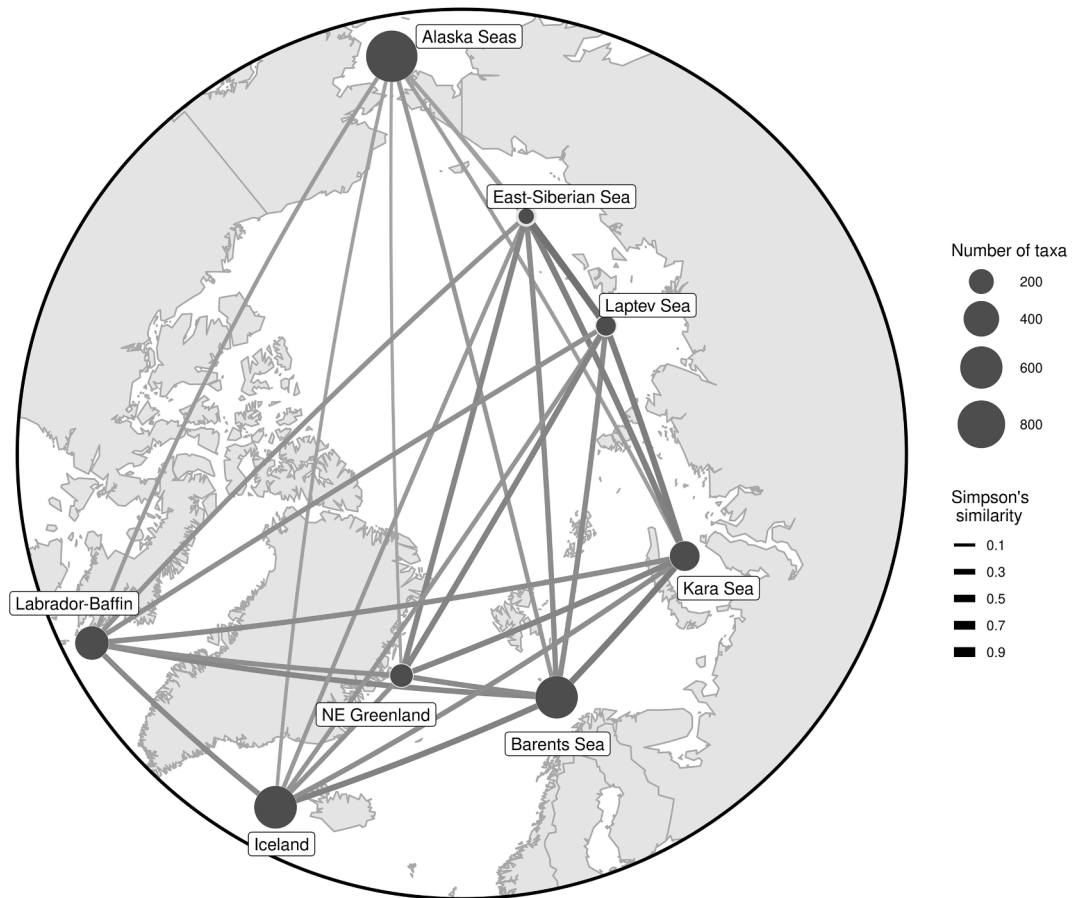 Alaska Seas
East-Siberian Sea
Laptev Sea
Kara Sea
Labrador-Baffin
NE Greenland
Barents Sea
Iceland
Number of taxa
200
400
600
800
Simpson's
similarity
0.1
0.3
0.5
0.7
0.9